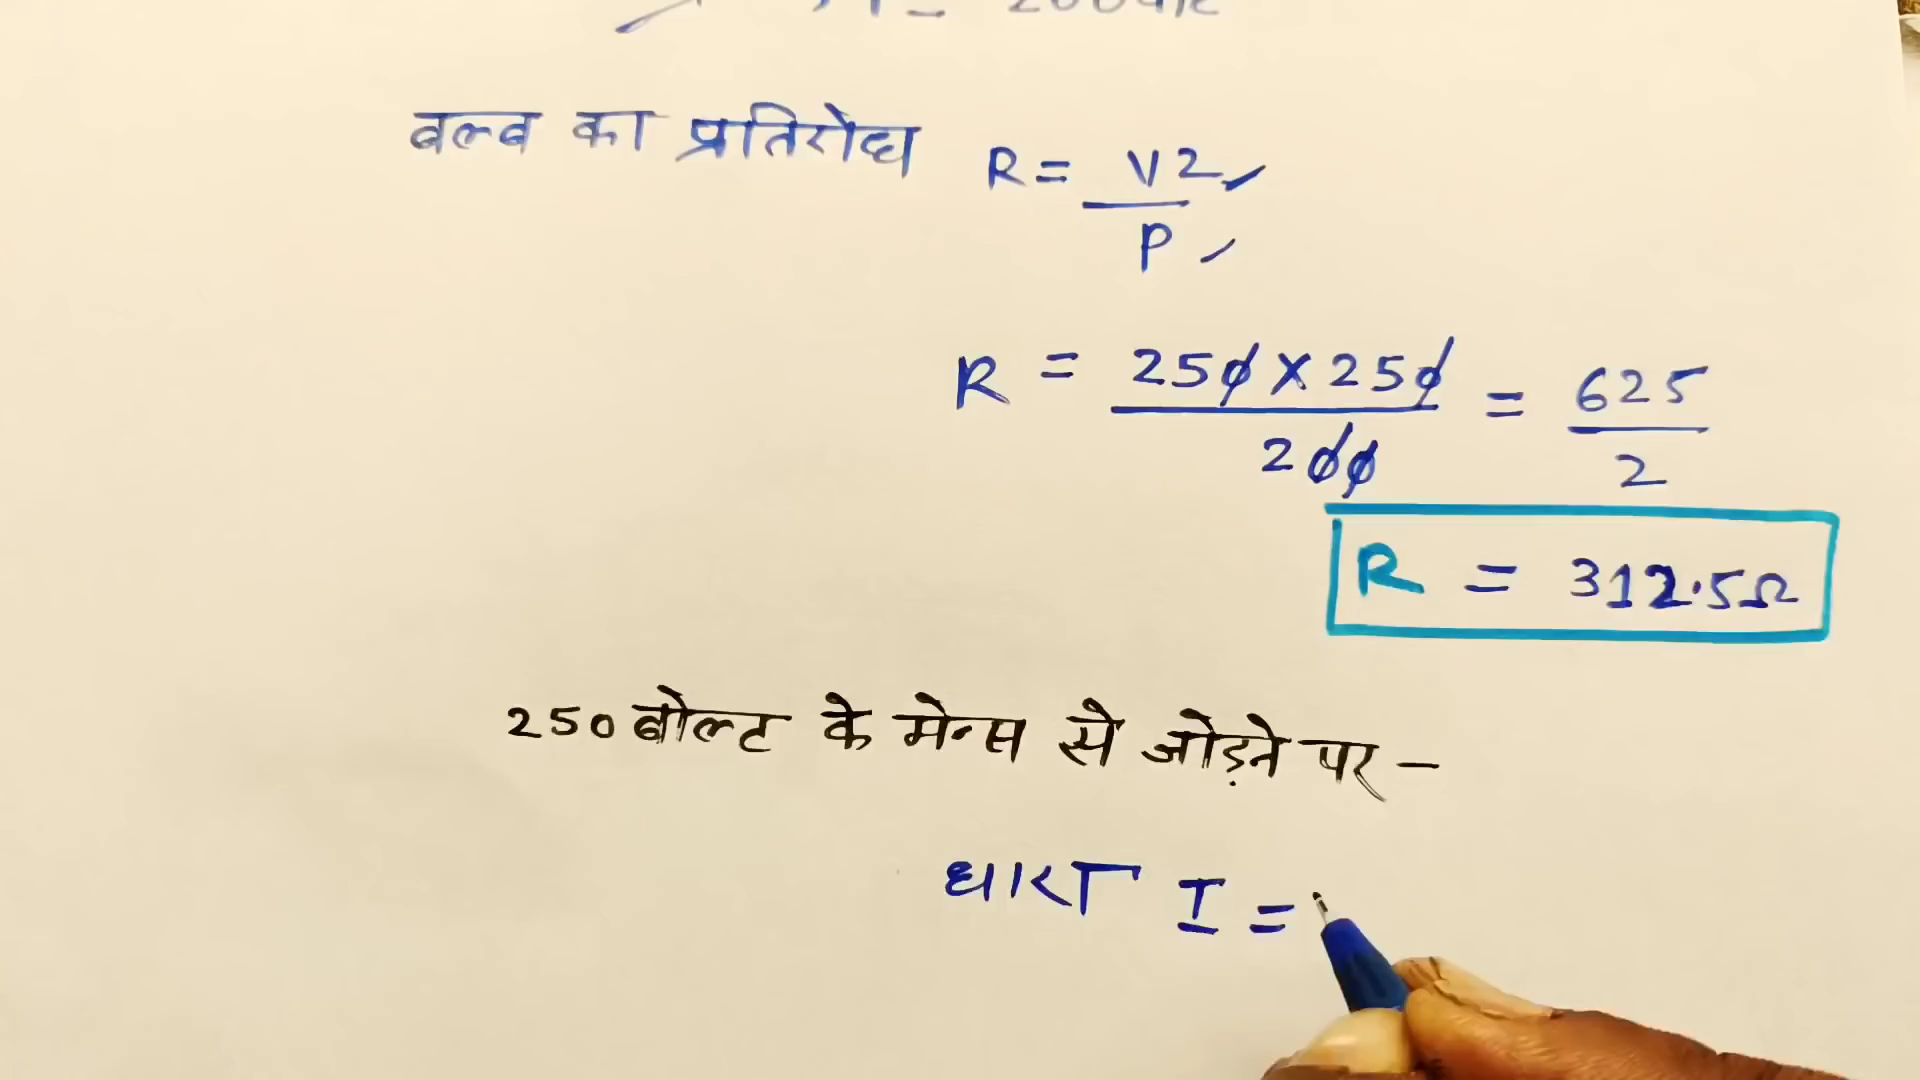 बल्ब का प्रतिरोध R = V2 / P
R = 250 X 250 / 200 = 625 / 2
R = 312.5Ω
250 बोल्ट के मेन्स से जोड़ने पर -
धारा I =